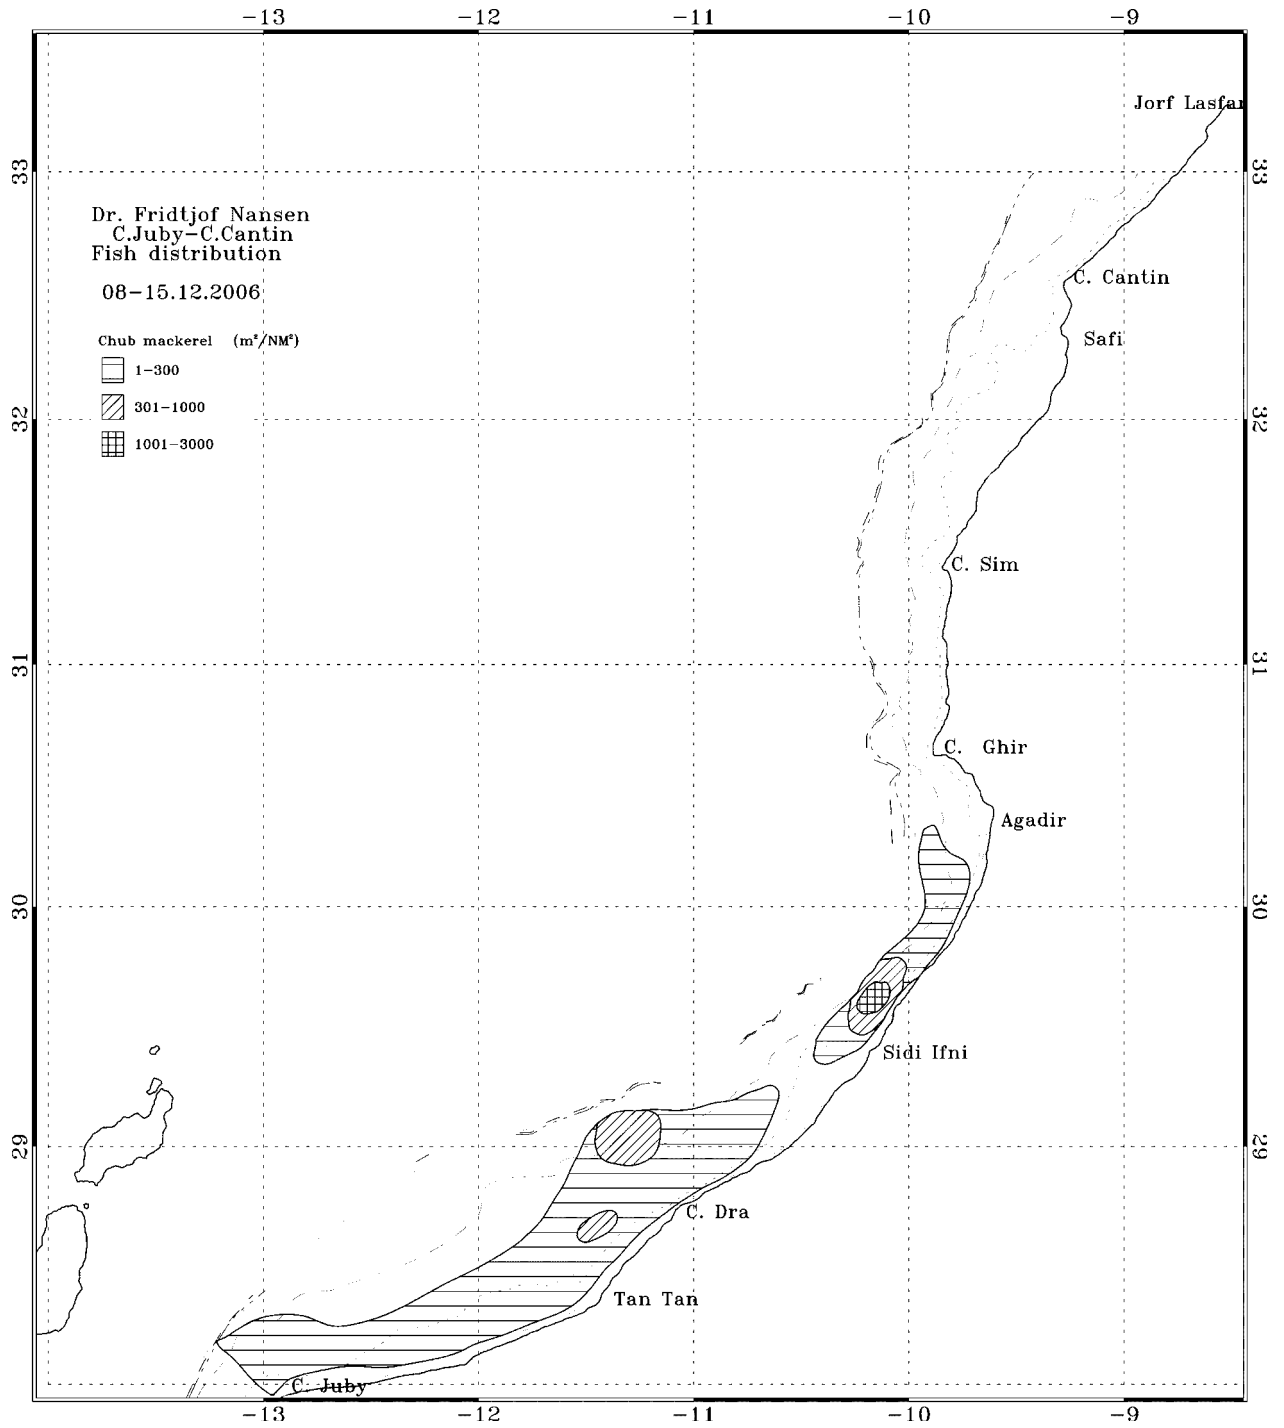 -13 -12 -11 -10 -9
Jorf Lasfar
33 33
Dr. Fridtjof Nansen
C.Juby-C.Cantin
Fish distribution
C. Cantin
08-15.12.2006
Safi
Chub mackerel (m²/NM²)
1-300
301-1000
32 32
1001-3000
C. Sim
31 31
C. Ghir
Agadir
30 30
Sidi Ifni
29 29
C. Dra
Tan Tan
C. Juby
-13 -12 -11 -10 -9